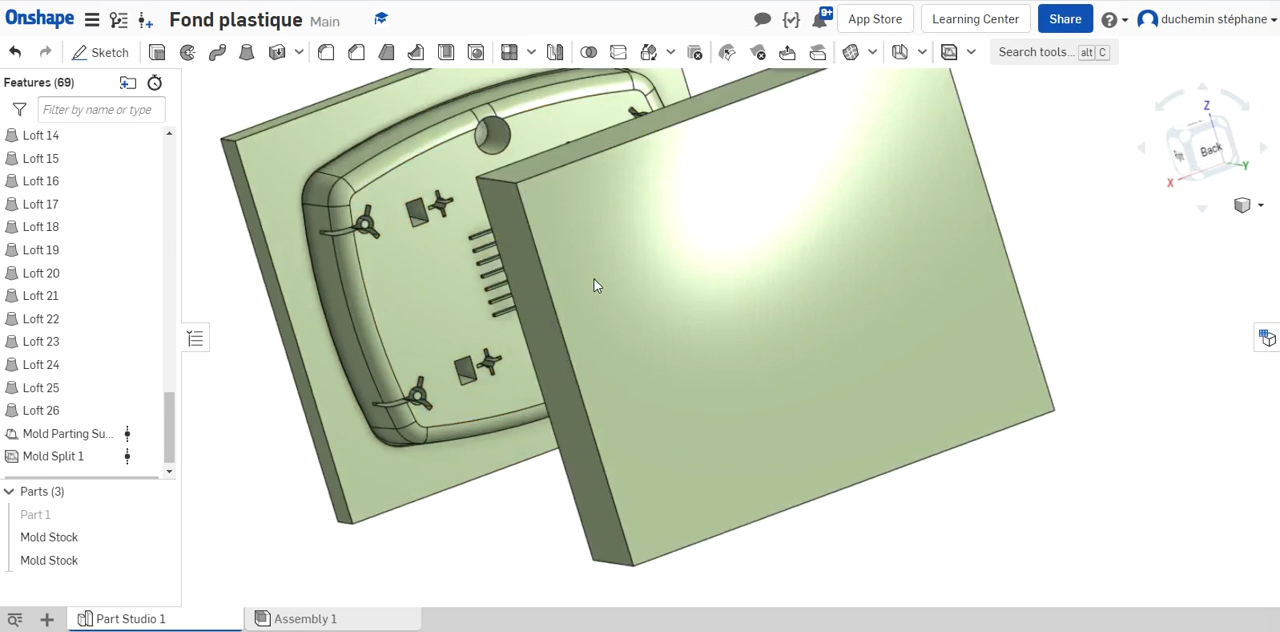 Onshape Fond plastique Main 9+ App Store Learning Center Share duchemin stéphane
Sketch Search tools... alt C
Features (69)
Filter by name or type
Loft 14
Loft 15
Loft 16
Loft 17
Loft 18
Loft 19
Loft 20
Loft 21
Loft 22
Loft 23
Loft 24
Loft 25
Loft 26
Mold Parting Su...
Mold Split 1
Parts (3)
Part 1
Mold Stock
Mold Stock
Z
Back
Right
X
Y
Part Studio 1 Assembly 1